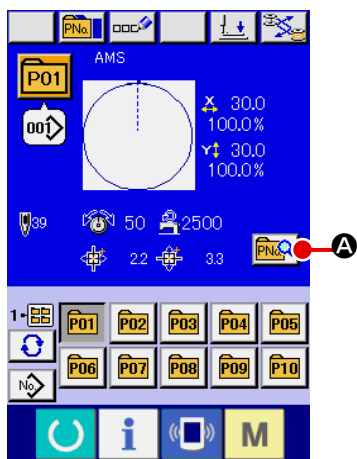 PNo.
AMS
P01
001
X 30.0
100.0%
Y 30.0
100.0%
39
50
2500
PNo.
A
2.2
3.3
1-
P01 P02 P03 P04 P05
P06 P07 P08 P09 P10
No.
i
M